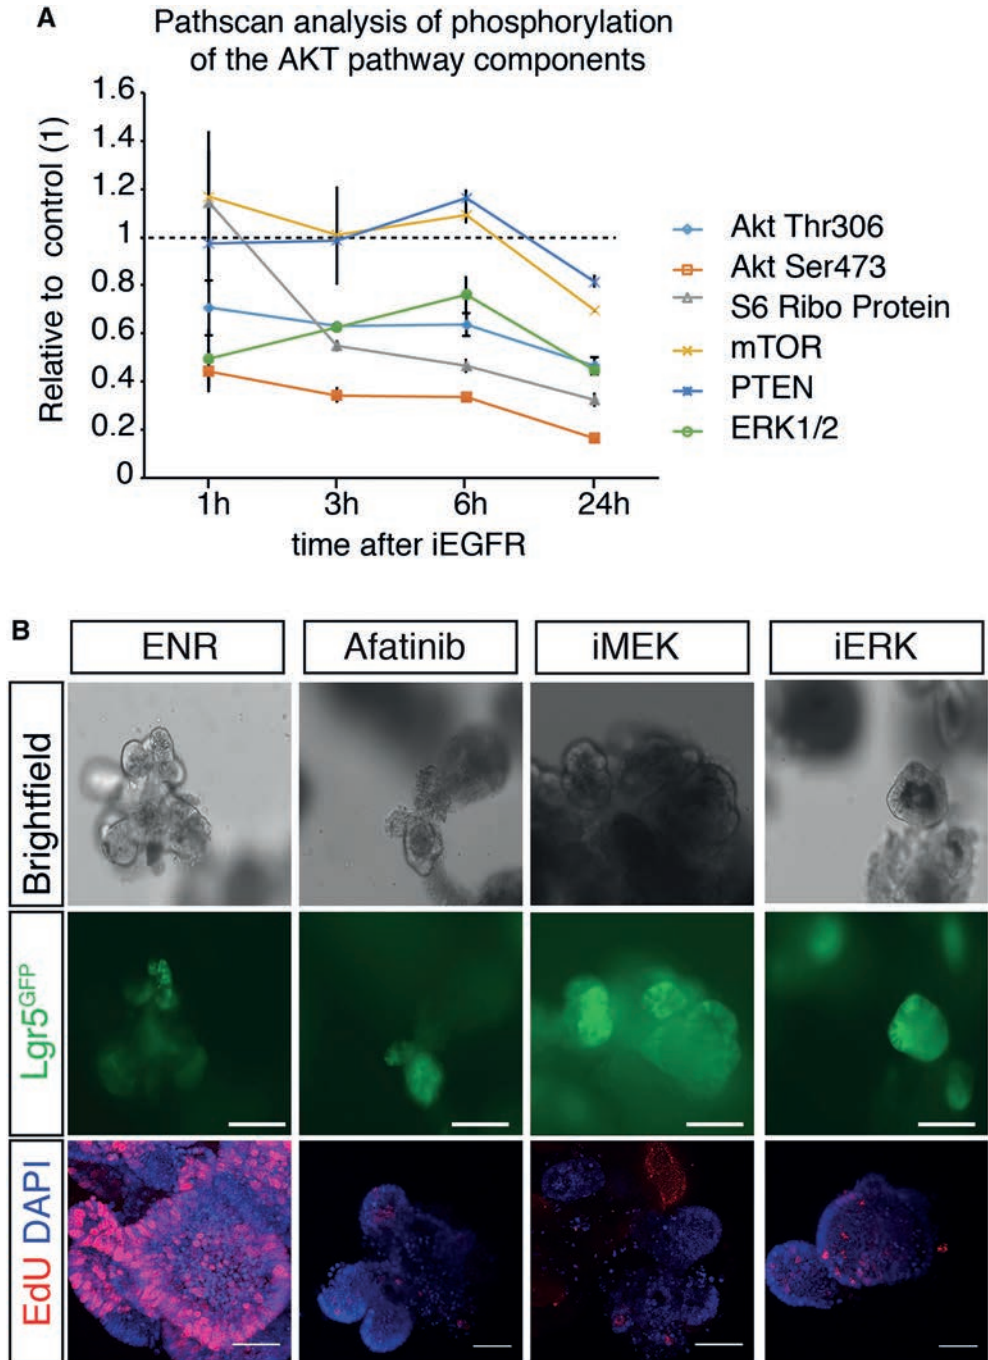 A
Pathscan analysis of phosphorylation
of the AKT pathway components
Relative to control (1)
1.6
1.4
1.2
1
0.8
0.6
0.4
0.2
0
1h 3h 6h 24h
time after iEGFR
Akt Thr306
Akt Ser473
S6 Ribo Protein
mTOR
PTEN
ERK1/2
B
ENR Afatinib iMEK iERK
Brightfield
Lgr5GFP
EdU DAPI